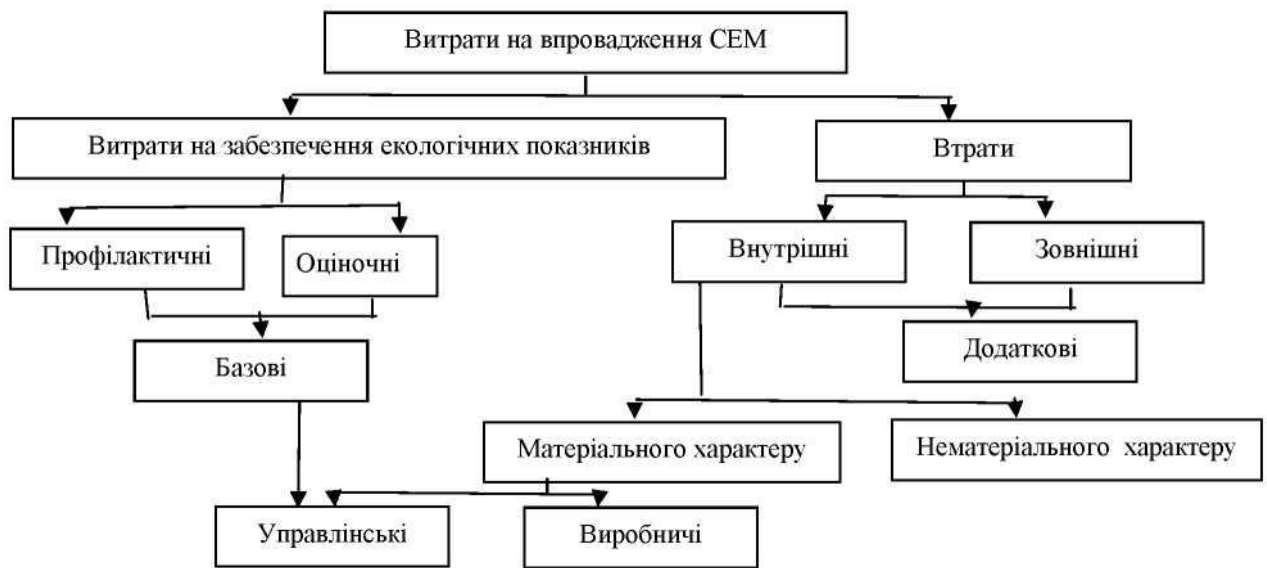 Витрати на впровадження СЕМ
Витрати на забезпечення екологічних показників
Втрати
Профілактичні
Оціночні
Внутрішні
Зовнішні
Базові
Додаткові
Матеріального характеру
Нематеріального характеру
Управлінські
Виробничі